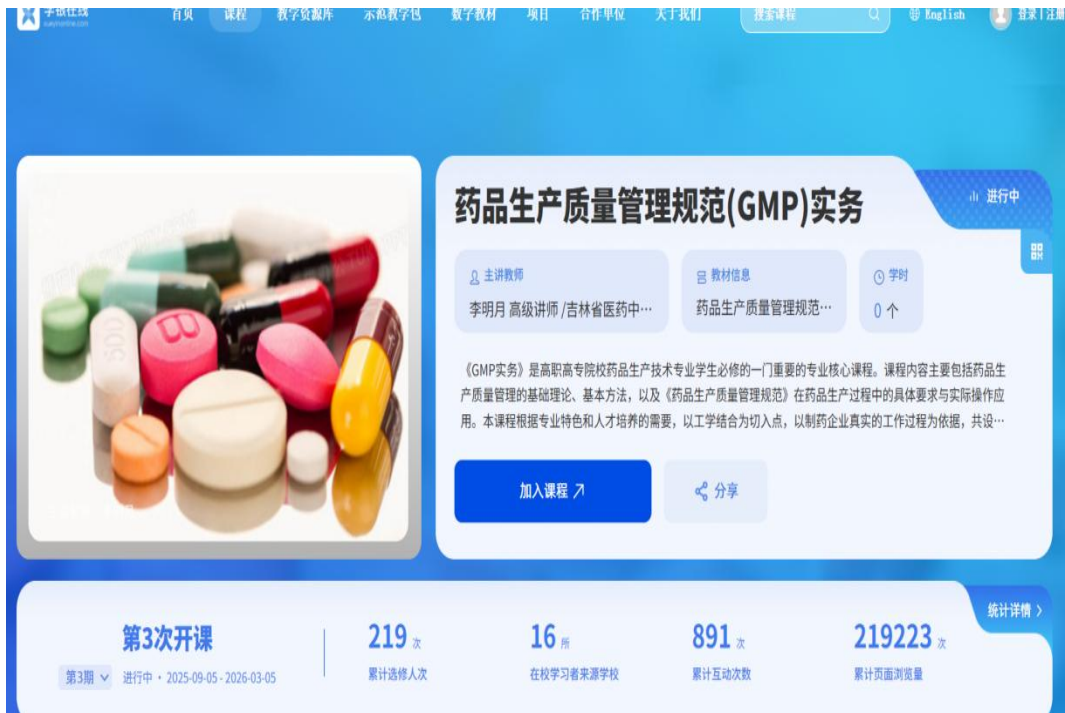 学银在线
xueyinonline.com
首页 课程 教学资源库 示范教学包 数字教材 项目 合作单位 关于我们 搜索课程 English 登录 | 注册
药品生产质量管理规范(GMP)实务
进行中
主讲教师 教材信息 学时
李明月 高级讲师 /吉林省医药中… 药品生产质量管理规范… 0 个
《GMP实务》是高职高专院校药品生产技术专业学生必修的一门重要的专业核心课程。课程内容主要包括药品生
产质量管理的基础理论、基本方法，以及《药品生产质量管理规范》在药品生产过程中的具体要求与实际操作应
用。本课程根据专业特色和人才培养的需要，以工学结合为切入点，以制药企业真实的工作过程为依据，共设…
加入课程 分享
统计详情
第3次开课 219 次 16 所 891 次 219223 次
第3期 进行中 · 2025-09-05 - 2026-03-05 累计选修人次 在校学习者来源学校 累计互动次数 累计页面浏览量